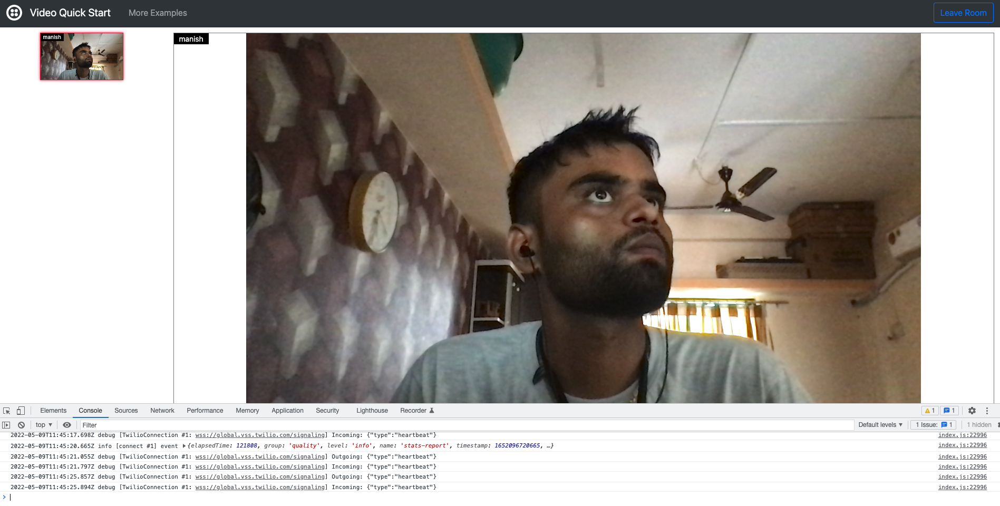 Video Quick Start More Examples Leave Room
manish
manish
Elements Console Sources Network Performance Memory Application Security Lighthouse Recorder 1 1
top ▼ Filter Default levels ▼ 1 Issue: 1 1 hidden
2022-05-09T11:45:17.698Z debug [TwilioConnection #1: wss://global.vss.twilio.com/signaling] Incoming: {"type":"heartbeat"} index.js:22996
2022-05-09T11:45:20.665Z info [connect #1] event ▶{elapsedTime: 121808, group: 'quality', level: 'info', name: 'stats-report', timestamp: 1652096720665, …} index.js:22996
2022-05-09T11:45:21.055Z debug [TwilioConnection #1: wss://global.vss.twilio.com/signaling] Outgoing: {"type":"heartbeat"} index.js:22996
2022-05-09T11:45:21.797Z debug [TwilioConnection #1: wss://global.vss.twilio.com/signaling] Incoming: {"type":"heartbeat"} index.js:22996
2022-05-09T11:45:25.857Z debug [TwilioConnection #1: wss://global.vss.twilio.com/signaling] Outgoing: {"type":"heartbeat"} index.js:22996
2022-05-09T11:45:25.894Z debug [TwilioConnection #1: wss://global.vss.twilio.com/signaling] Incoming: {"type":"heartbeat"} index.js:22996